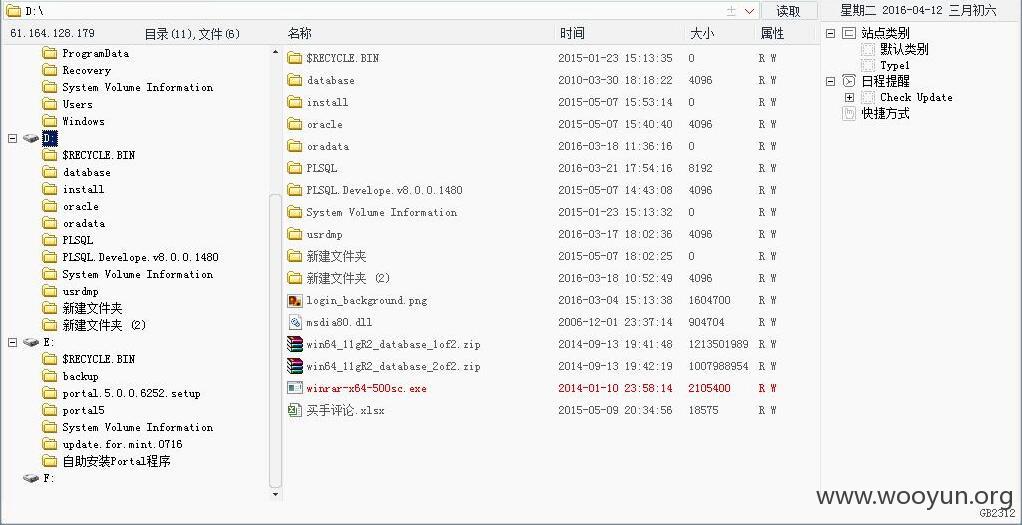 D:\ 读取 星期二 2016-04-12 三月初六
61.164.128.179 目录(11),文件(6) 名称 时间 大小 属性
ProgramData
Recovery
System Volume Information
Users
Windows
D:
$RECYCLE.BIN
database
install
oracle
oradata
PLSQL
PLSQL.Develope.v8.0.0.1480
System Volume Information
usrdmp
新建文件夹
新建文件夹 (2)
E:
$RECYCLE.BIN
backup
portal.5.0.0.6252.setup
portal5
System Volume Information
update.for.mint.0716
自助安装Portal程序
F:
$RECYCLE.BIN 2015-01-23 15:13:35 0 R W
database 2010-03-30 18:18:22 4096 R W
install 2015-05-07 15:53:14 0 R W
oracle 2015-05-07 15:40:40 4096 R W
oradata 2016-03-18 11:36:16 0 R W
PLSQL 2016-03-21 17:54:16 8192 R W
PLSQL.Develope.v8.0.0.1480 2015-05-07 14:43:08 4096 R W
System Volume Information 2015-01-23 15:13:32 0 R W
usrdmp 2016-03-17 18:02:36 4096 R W
新建文件夹 2015-05-07 18:02:25 0 R W
新建文件夹 (2) 2016-03-18 10:52:49 4096 R W
login_background.png 2016-03-04 15:13:38 1604700 R W
msdia80.dll 2006-12-01 23:37:14 904704 R W
win64_11gR2_database_1of2.zip 2014-09-13 19:41:48 1213501989 R W
win64_11gR2_database_2of2.zip 2014-09-13 19:42:19 1007988954 R W
winrar-x64-500sc.exe 2014-01-10 23:58:14 2105400 R W
买手评论.xlsx 2015-05-09 20:34:56 18575 R W
站点类别
默认类别
Type1
日程提醒
Check Update
快捷方式
www.wooyun.org
GB2312